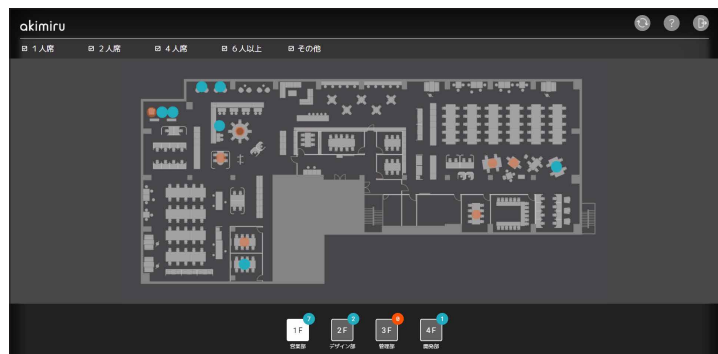 akimiru
1人席 2人席 4人席 6人以上 その他
1F 7 2F 2 3F 0 4F 1
営業部 デザイン部 管理部 開発部